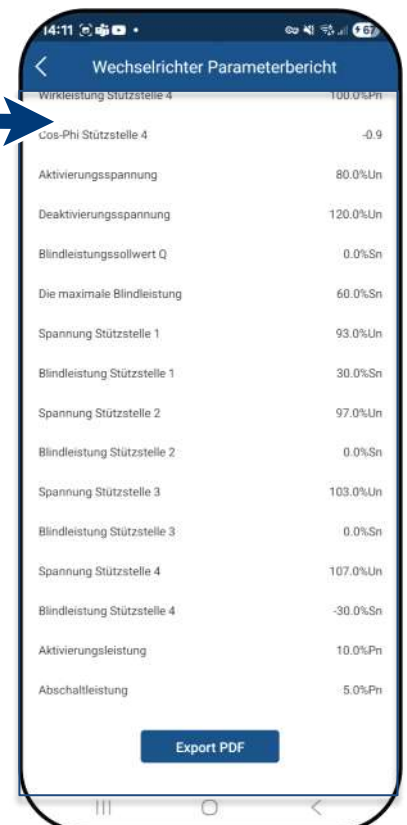 14:11
67
Wechselrichter Parameterbericht
Wirkleistung Stützstelle 4 100.0%Pn
Cos-Phi Stützstelle 4 -0.9
Aktivierungsspannung 80.0%Un
Deaktivierungsspannung 120.0%Un
Blindleistungssollwert Q 0.0%Sn
Die maximale Blindleistung 60.0%Sn
Spannung Stützstelle 1 93.0%Un
Blindleistung Stützstelle 1 30.0%Sn
Spannung Stützstelle 2 97.0%Un
Blindleistung Stützstelle 2 0.0%Sn
Spannung Stützstelle 3 103.0%Un
Blindleistung Stützstelle 3 0.0%Sn
Spannung Stützstelle 4 107.0%Un
Blindleistung Stützstelle 4 -30.0%Sn
Aktivierungsleistung 10.0%Pn
Abschaltleistung 5.0%Pn
Export PDF